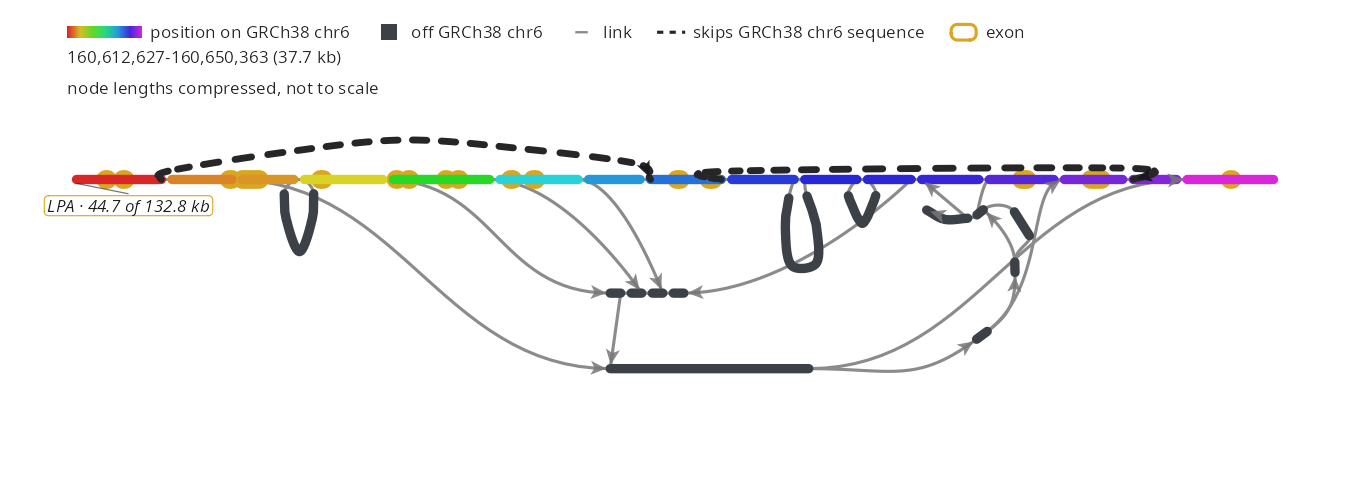 position on GRCh38 chr6 off GRCh38 chr6 link skips GRCh38 chr6 sequence exon
160,612,627-160,650,363 (37.7 kb)
node lengths compressed, not to scale
LPA · 44.7 of 132.8 kb